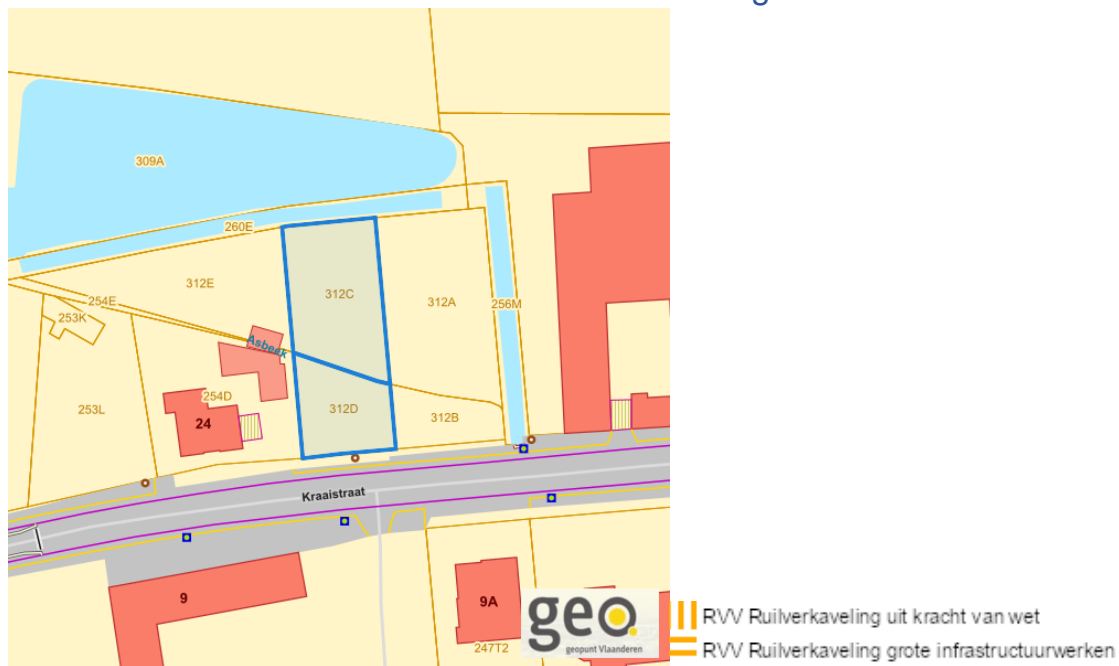 309A
260E
312E
312C
312A
256M
254E
253K
Asbeek
253L
254D
24
312D
312B
Kraaistraat
9
9A
247T2
geo.
geopunt Vlaanderen
RVV Ruilverkaveling uit kracht van wet
RVV Ruilverkaveling grote infrastructuurwerken